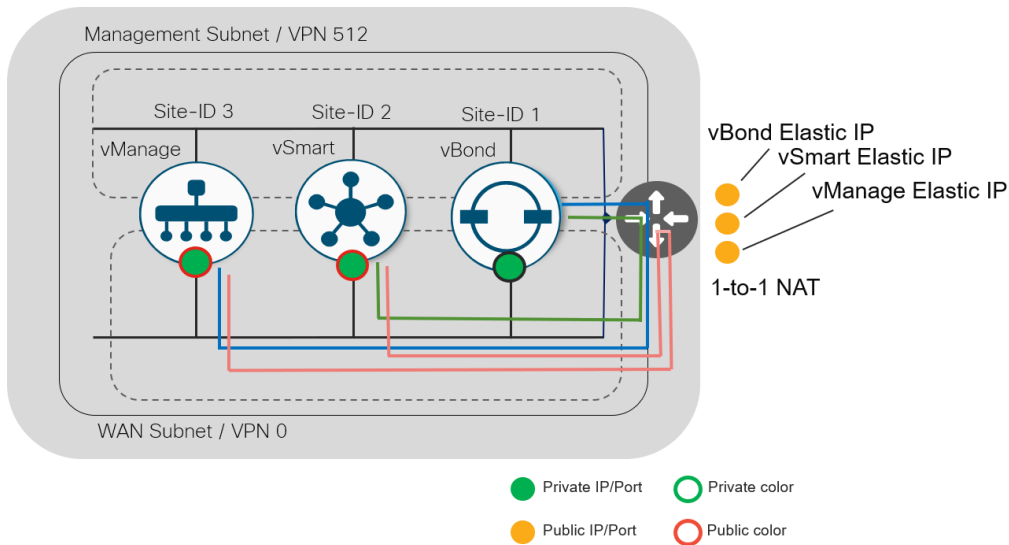 Management Subnet / VPN 512
Site-ID 3
Site-ID 2
Site-ID 1
vManage
vSmart
vBond
vBond Elastic IP
vSmart Elastic IP
vManage Elastic IP
1-to-1 NAT
WAN Subnet / VPN 0
Private IP/Port
Private color
Public IP/Port
Public color